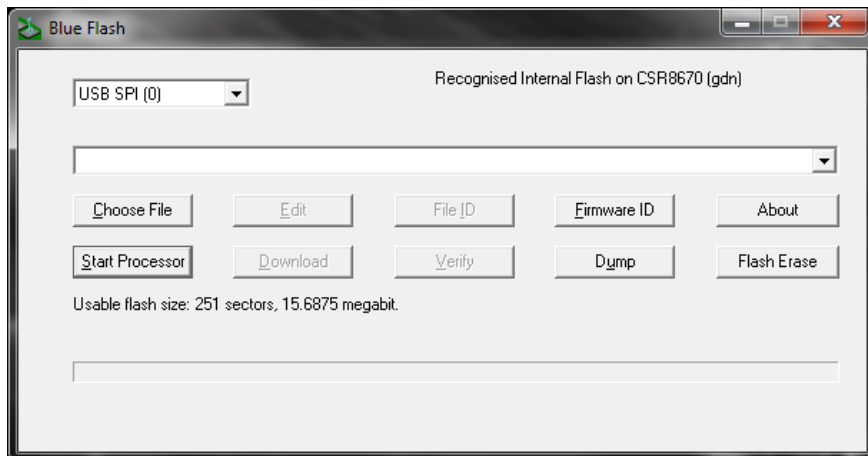 Blue Flash
USB SPI (0)
Recognised Internal Flash on CSR8670 (gdn)
Choose File Edit File ID Firmware ID About
Start Processor Download Verify Dump Flash Erase
Usable flash size: 251 sectors, 15.6875 megabit.